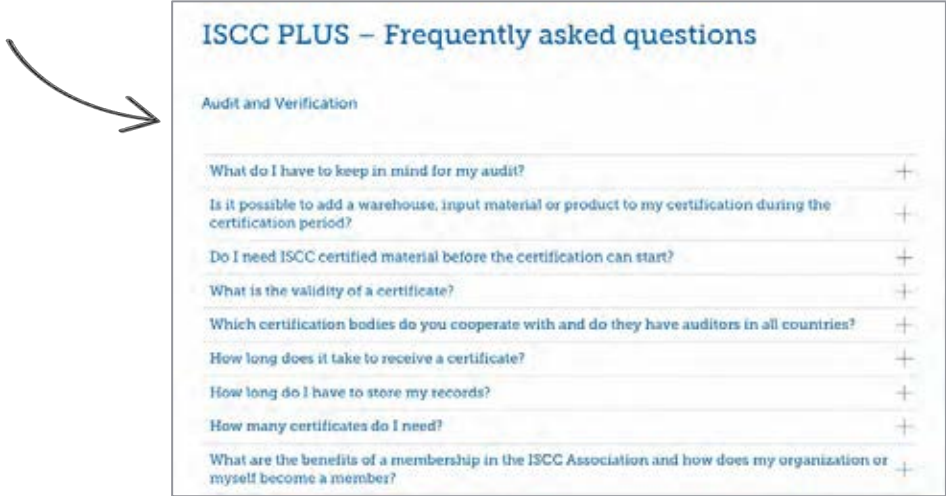 ISCC PLUS – Frequently asked questions
Audit and Verification
What do I have to keep in mind for my audit?
Is it possible to add a warehouse, input material or product to my certification during the
certification period?
Do I need ISCC certified material before the certification can start?
What is the validity of a certificate?
Which certification bodies do you cooperate with and do they have auditors in all countries?
How long does it take to receive a certificate?
How long do I have to store my records?
How many certificates do I need?
What are the benefits of a membership in the ISCC Association and how does my organization or
myself become a member?